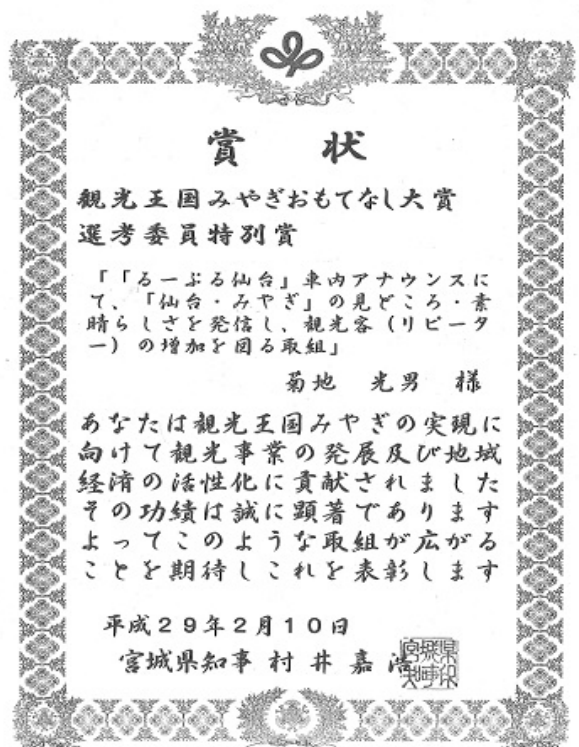 賞状
観光王国みやぎおもてなし大賞
選考委員特別賞
「「るーぷる仙台」車内アナウンスに
て、「仙台・みやぎ」の見どころ・素
晴らしさを発信し、観光客（リピータ
ー）の増加を図る取組」
菊地 光男 様
あなたは観光王国みやぎの実現に
向けて観光事業の発展及び地域
経済の活性化に貢献されました
その功績は誠に顕著であります
よってこのような取組が広がる
ことを期待しこれを表彰します
平成29年2月10日
宮城県知事 村井嘉浩